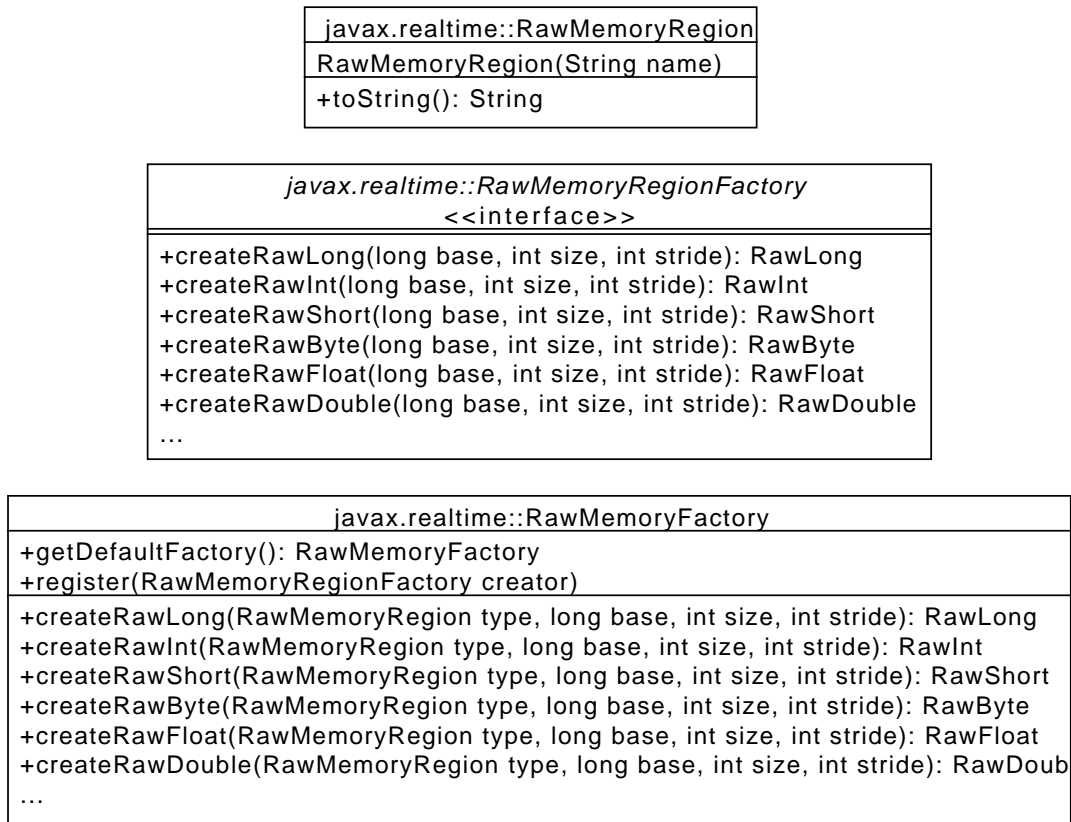 javax.realtime::RawMemoryRegion
RawMemoryRegion(String name)
+toString(): String
javax.realtime::RawMemoryRegionFactory
<<interface>>
+createRawLong(long base, int size, int stride): RawLong
+createRawInt(long base, int size, int stride): RawInt
+createRawShort(long base, int size, int stride): RawShort
+createRawByte(long base, int size, int stride): RawByte
+createRawFloat(long base, int size, int stride): RawFloat
+createRawDouble(long base, int size, int stride): RawDouble
...
javax.realtime::RawMemoryFactory
+getDefaultFactory(): RawMemoryFactory
+register(RawMemoryRegionFactory creator)
+createRawLong(RawMemoryRegion type, long base, int size, int stride): RawLong
+createRawInt(RawMemoryRegion type, long base, int size, int stride): RawInt
+createRawShort(RawMemoryRegion type, long base, int size, int stride): RawShort
+createRawByte(RawMemoryRegion type, long base, int size, int stride): RawByte
+createRawFloat(RawMemoryRegion type, long base, int size, int stride): RawFloat
+createRawDouble(RawMemoryRegion type, long base, int size, int stride): RawDoub
...